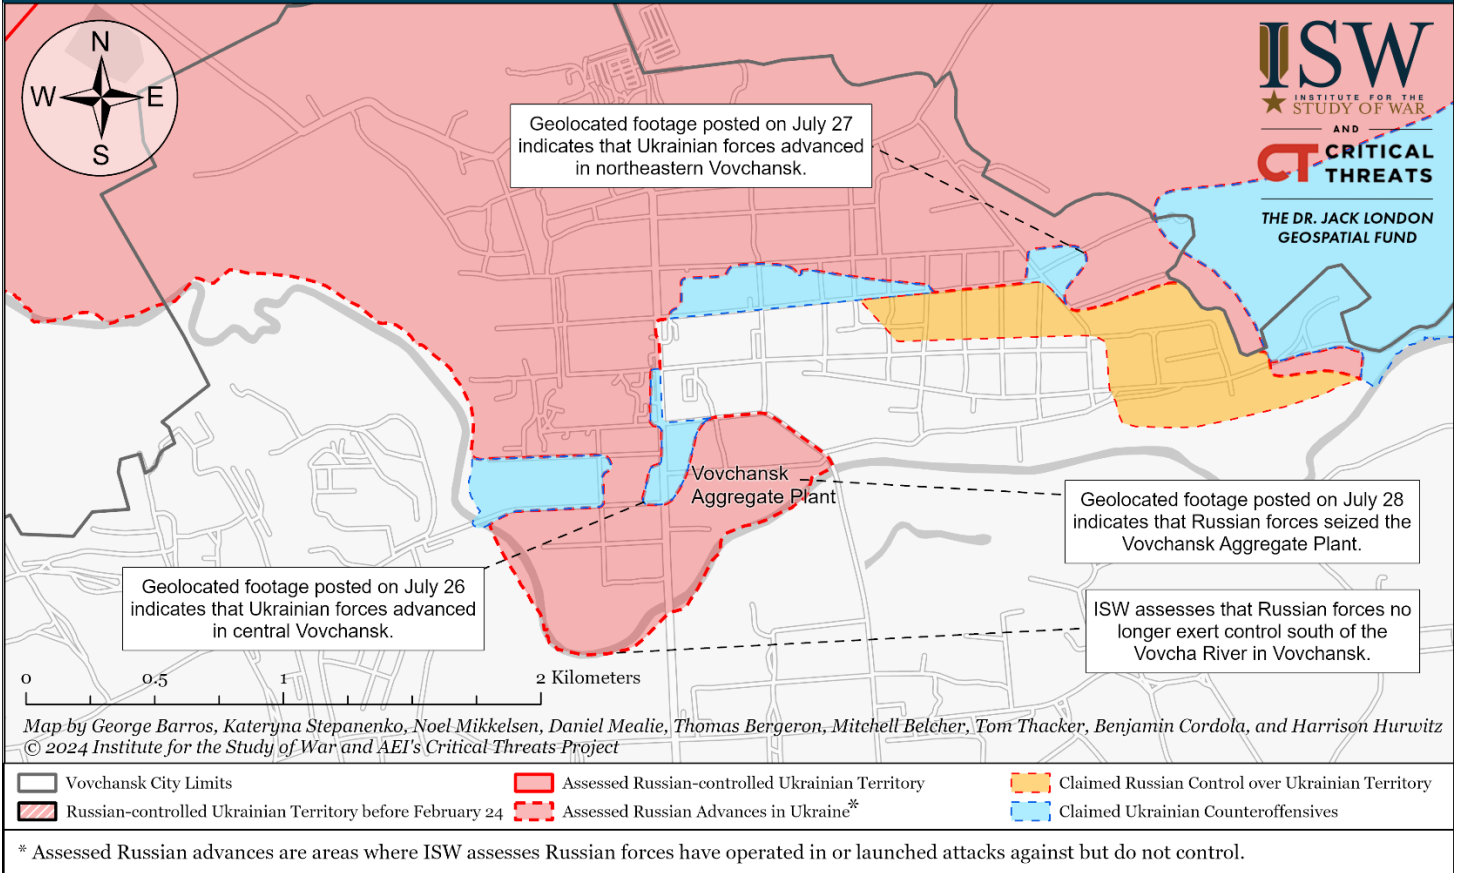 N
W E
S
ISW
INSTITUTE FOR THE
STUDY OF WAR
AND
CT CRITICAL
THREATS
THE DR. JACK LONDON
GEOSPATIAL FUND
Geolocated footage posted on July 27
indicates that Ukrainian forces advanced
in northeastern Vovchansk.
Vovchansk
Aggregate Plant
Geolocated footage posted on July 28
indicates that Russian forces seized the
Vovchansk Aggregate Plant.
Geolocated footage posted on July 26
indicates that Ukrainian forces advanced
in central Vovchansk.
ISW assesses that Russian forces no
longer exert control south of the
Vovcha River in Vovchansk.
0 0.5 1 2 Kilometers
Map by George Barros, Kateryna Stepanenko, Noel Mikkelsen, Daniel Mealie, Thomas Bergeron, Mitchell Belcher, Tom Thacker, Benjamin Cordola, and Harrison Hurwitz
© 2024 Institute for the Study of War and AEI's Critical Threats Project
Vovchansk City Limits
Assessed Russian-controlled Ukrainian Territory
Claimed Russian Control over Ukrainian Territory
Russian-controlled Ukrainian Territory before February 24
Assessed Russian Advances in Ukraine*
Claimed Ukrainian Counteroffensives
* Assessed Russian advances are areas where ISW assesses Russian forces have operated in or launched attacks against but do not control.